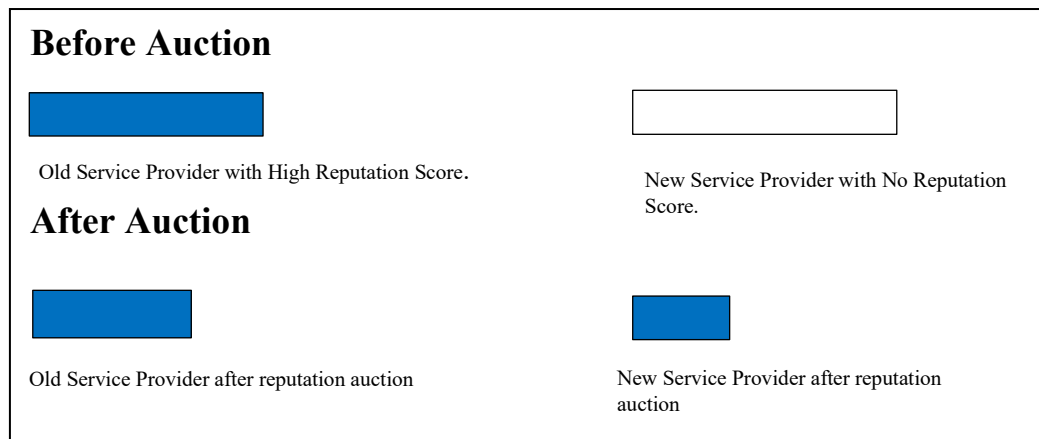 Before Auction
Old Service Provider with High Reputation Score.
New Service Provider with No Reputation
Score.
After Auction
Old Service Provider after reputation auction
New Service Provider after reputation
auction